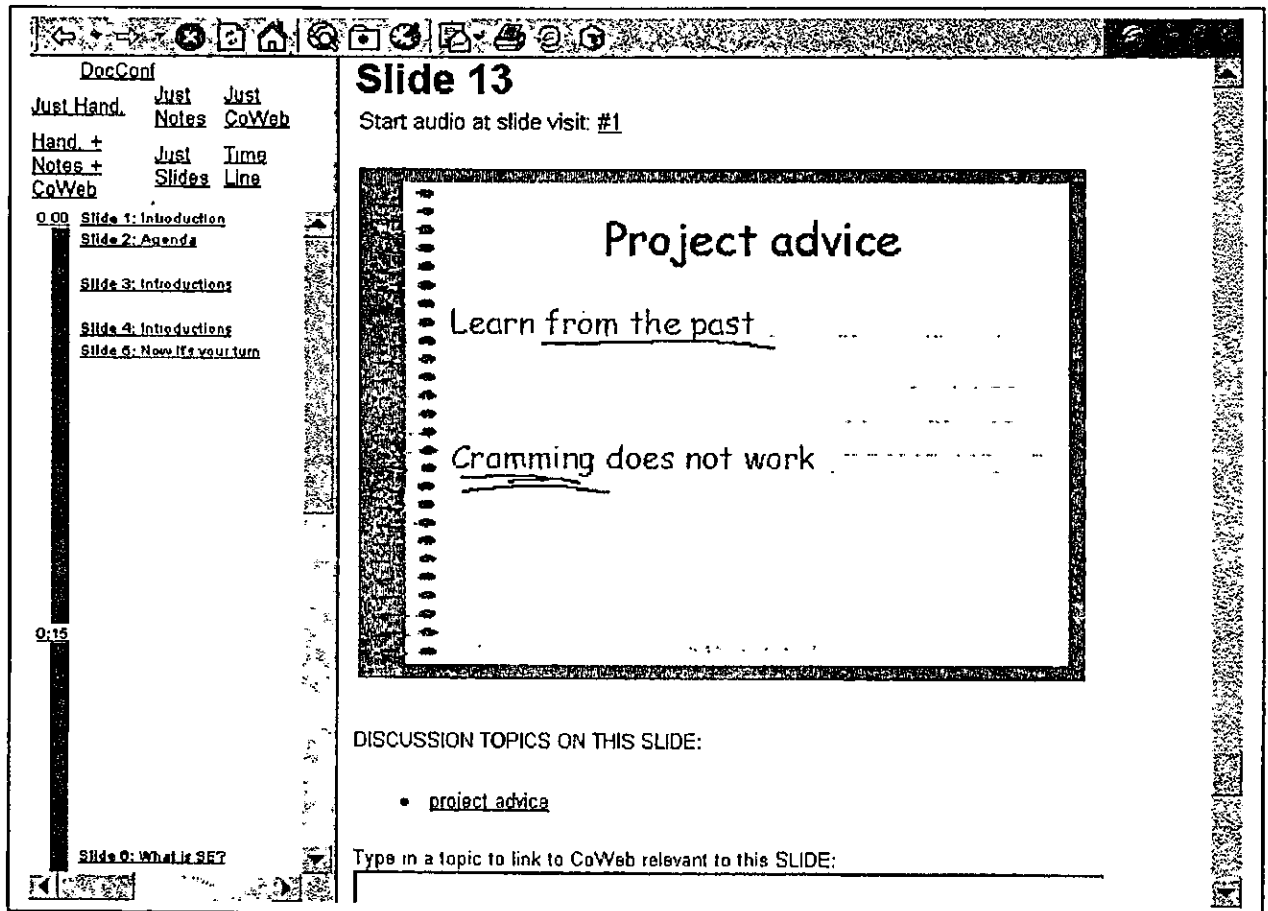 DocConf
Just Hand.
Just Notes
Just CoWeb
Hand. + Notes + CoWeb
Just Slides
Time Line
0:00 Slide 1: Introduction
Slide 2: Agenda
Slide 3: Introductions
Slide 4: Introductions
Slide 5: Now it's your turn
0:15
Slide 6: What is SE?
Slide 13
Start audio at slide visit: #1
Project advice
Learn from the past
Cramming does not work
DISCUSSION TOPICS ON THIS SLIDE:
• project advice
Type in a topic to link to CoWeb relevant to this SLIDE: